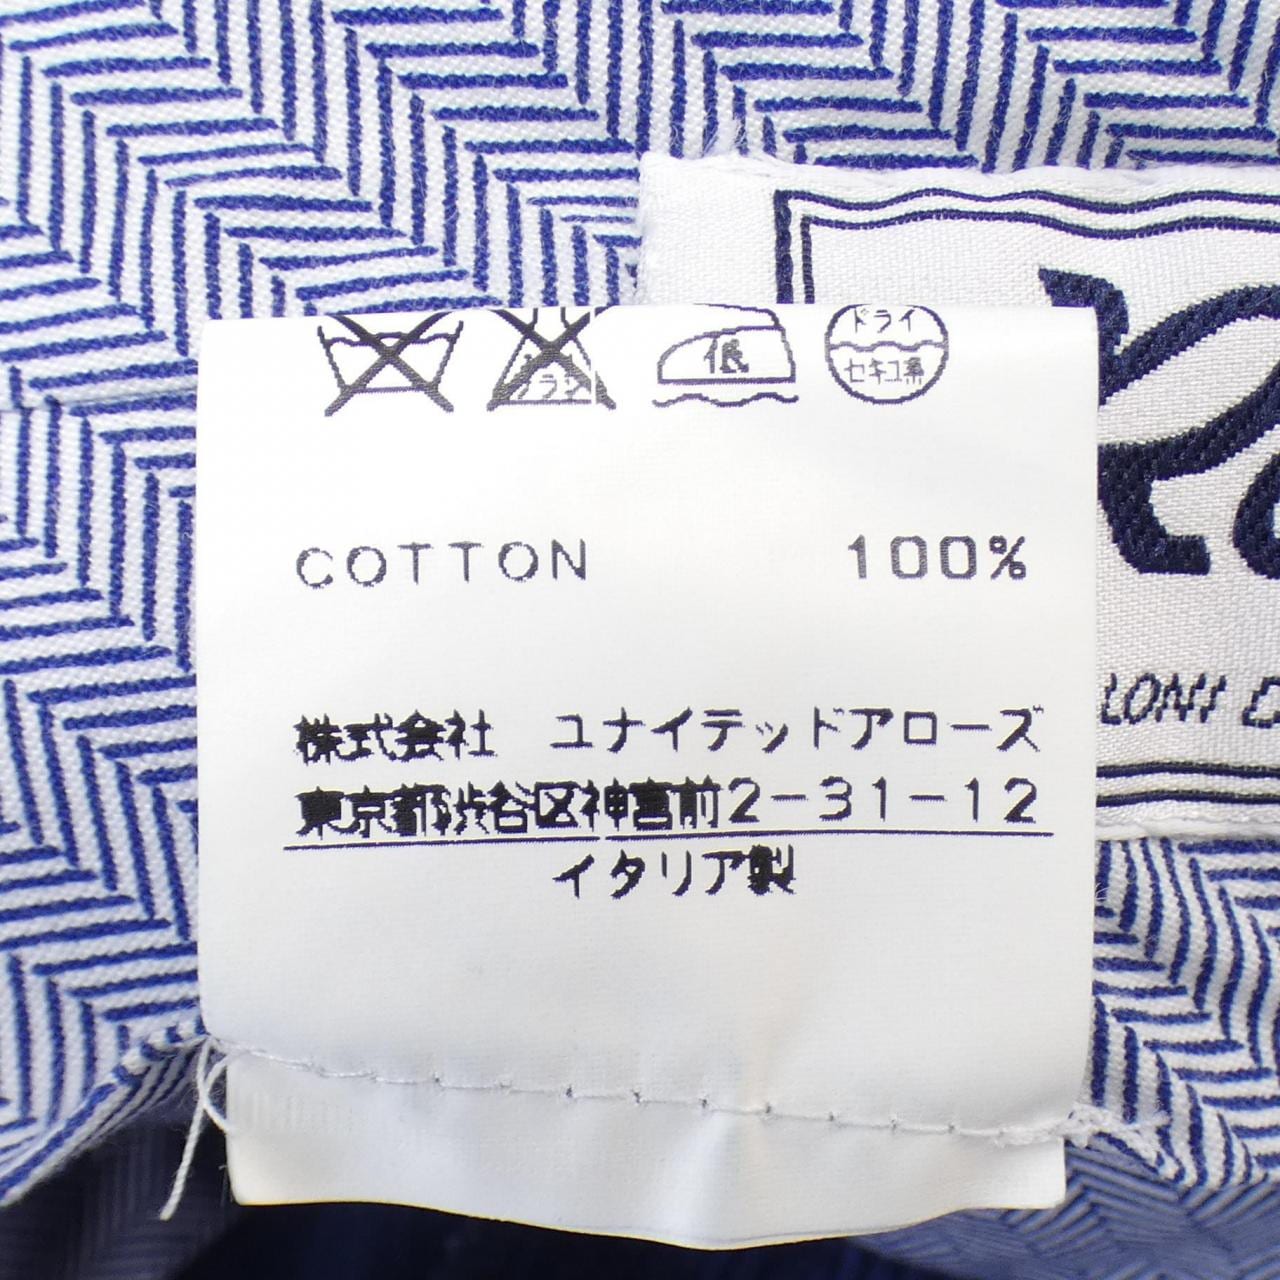 低
ドライ
セキユ系
COTTON 100%
株式会社 ユナイテッドアローズ
東京都渋谷区神宮前2-31-12
イタリア製